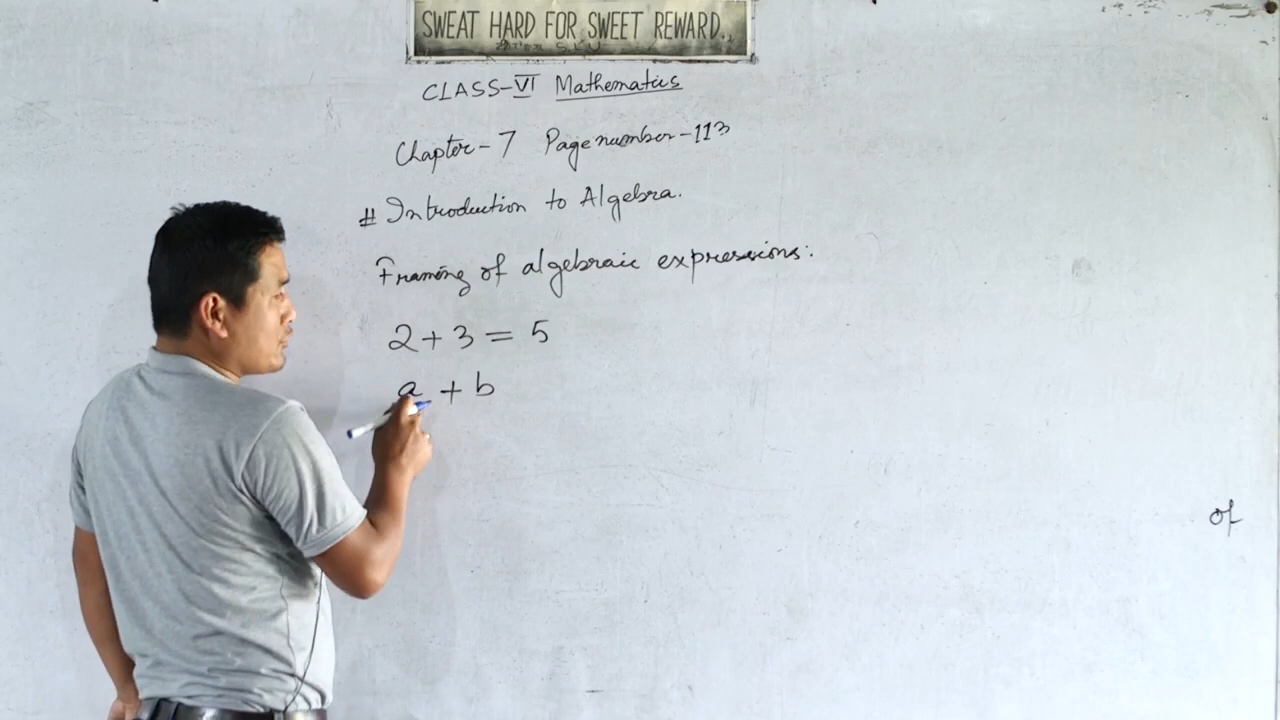 SWEAT HARD FOR SWEET REWARD.
CLASS-VI Mathematics
Chapter-7 Page number-113
# Introduction to Algebra.
Framing of algebraic expressions:
2 + 3 = 5
a + b
of